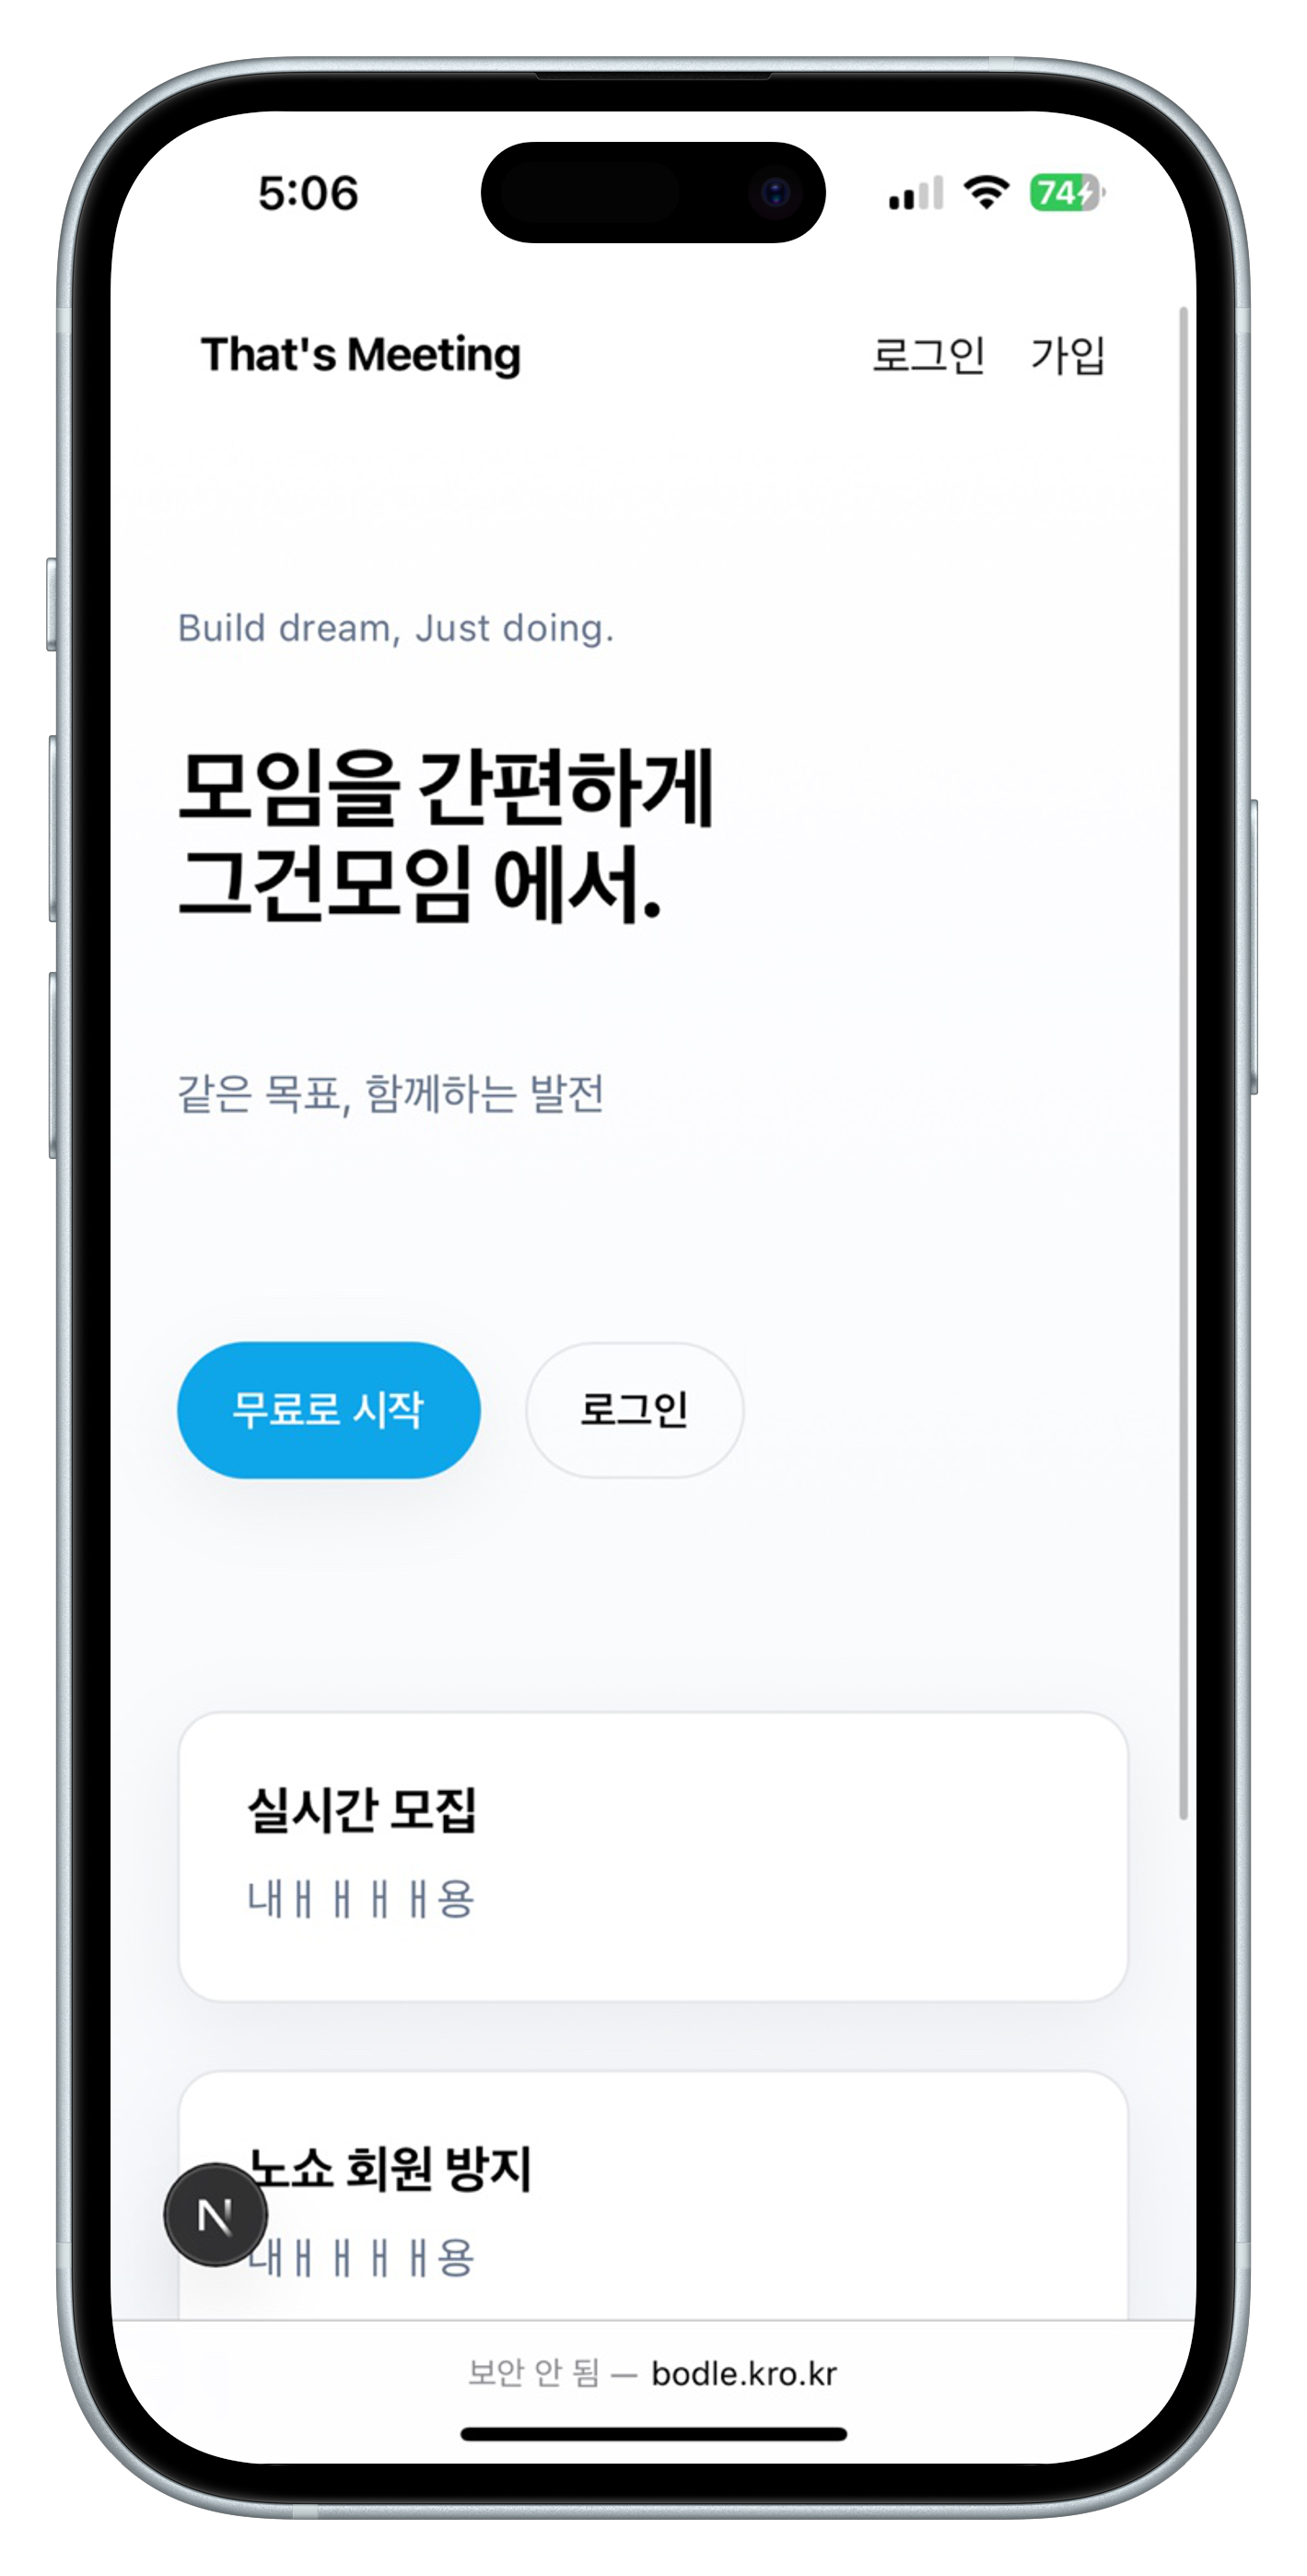 5:06
74
That's Meeting
로그인 가입
Build dream, Just doing.
모임을 간편하게
그건모임 에서.
같은 목표, 함께하는 발전
무료로 시작
로그인
실시간 모집
내ㅐㅐㅐㅐ용
노쇼 회원 방지
N
내ㅐㅐㅐㅐ용
보안 안 됨 — bodle.kro.kr